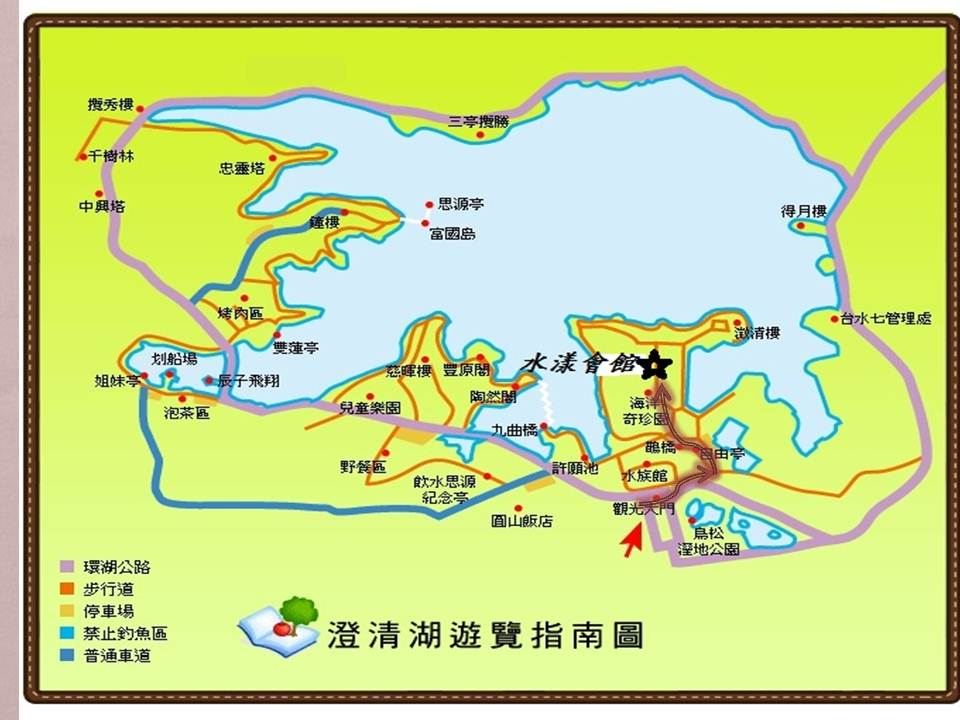 攬秀樓
三亭攬勝
千樹林
忠靈塔
中興塔
思源亭
得月樓
鐘樓
富國島
烤肉區
台水七管理處
澂清樓
雙蓮亭
划船場
水漾會館
慈暉樓
豐原閣
姐妹亭
辰子飛翔
陶然閣
泡茶區
兒童樂園
海洋
奇珍園
九曲橋
鵲橋
自由亭
野餐區
許願池
水族館
飲水思源
紀念亭
觀光大門
圓山飯店
鳥松
溼地公園
環湖公路
步行道
停車場
禁止釣魚區
普通車道
澄清湖遊覽指南圖